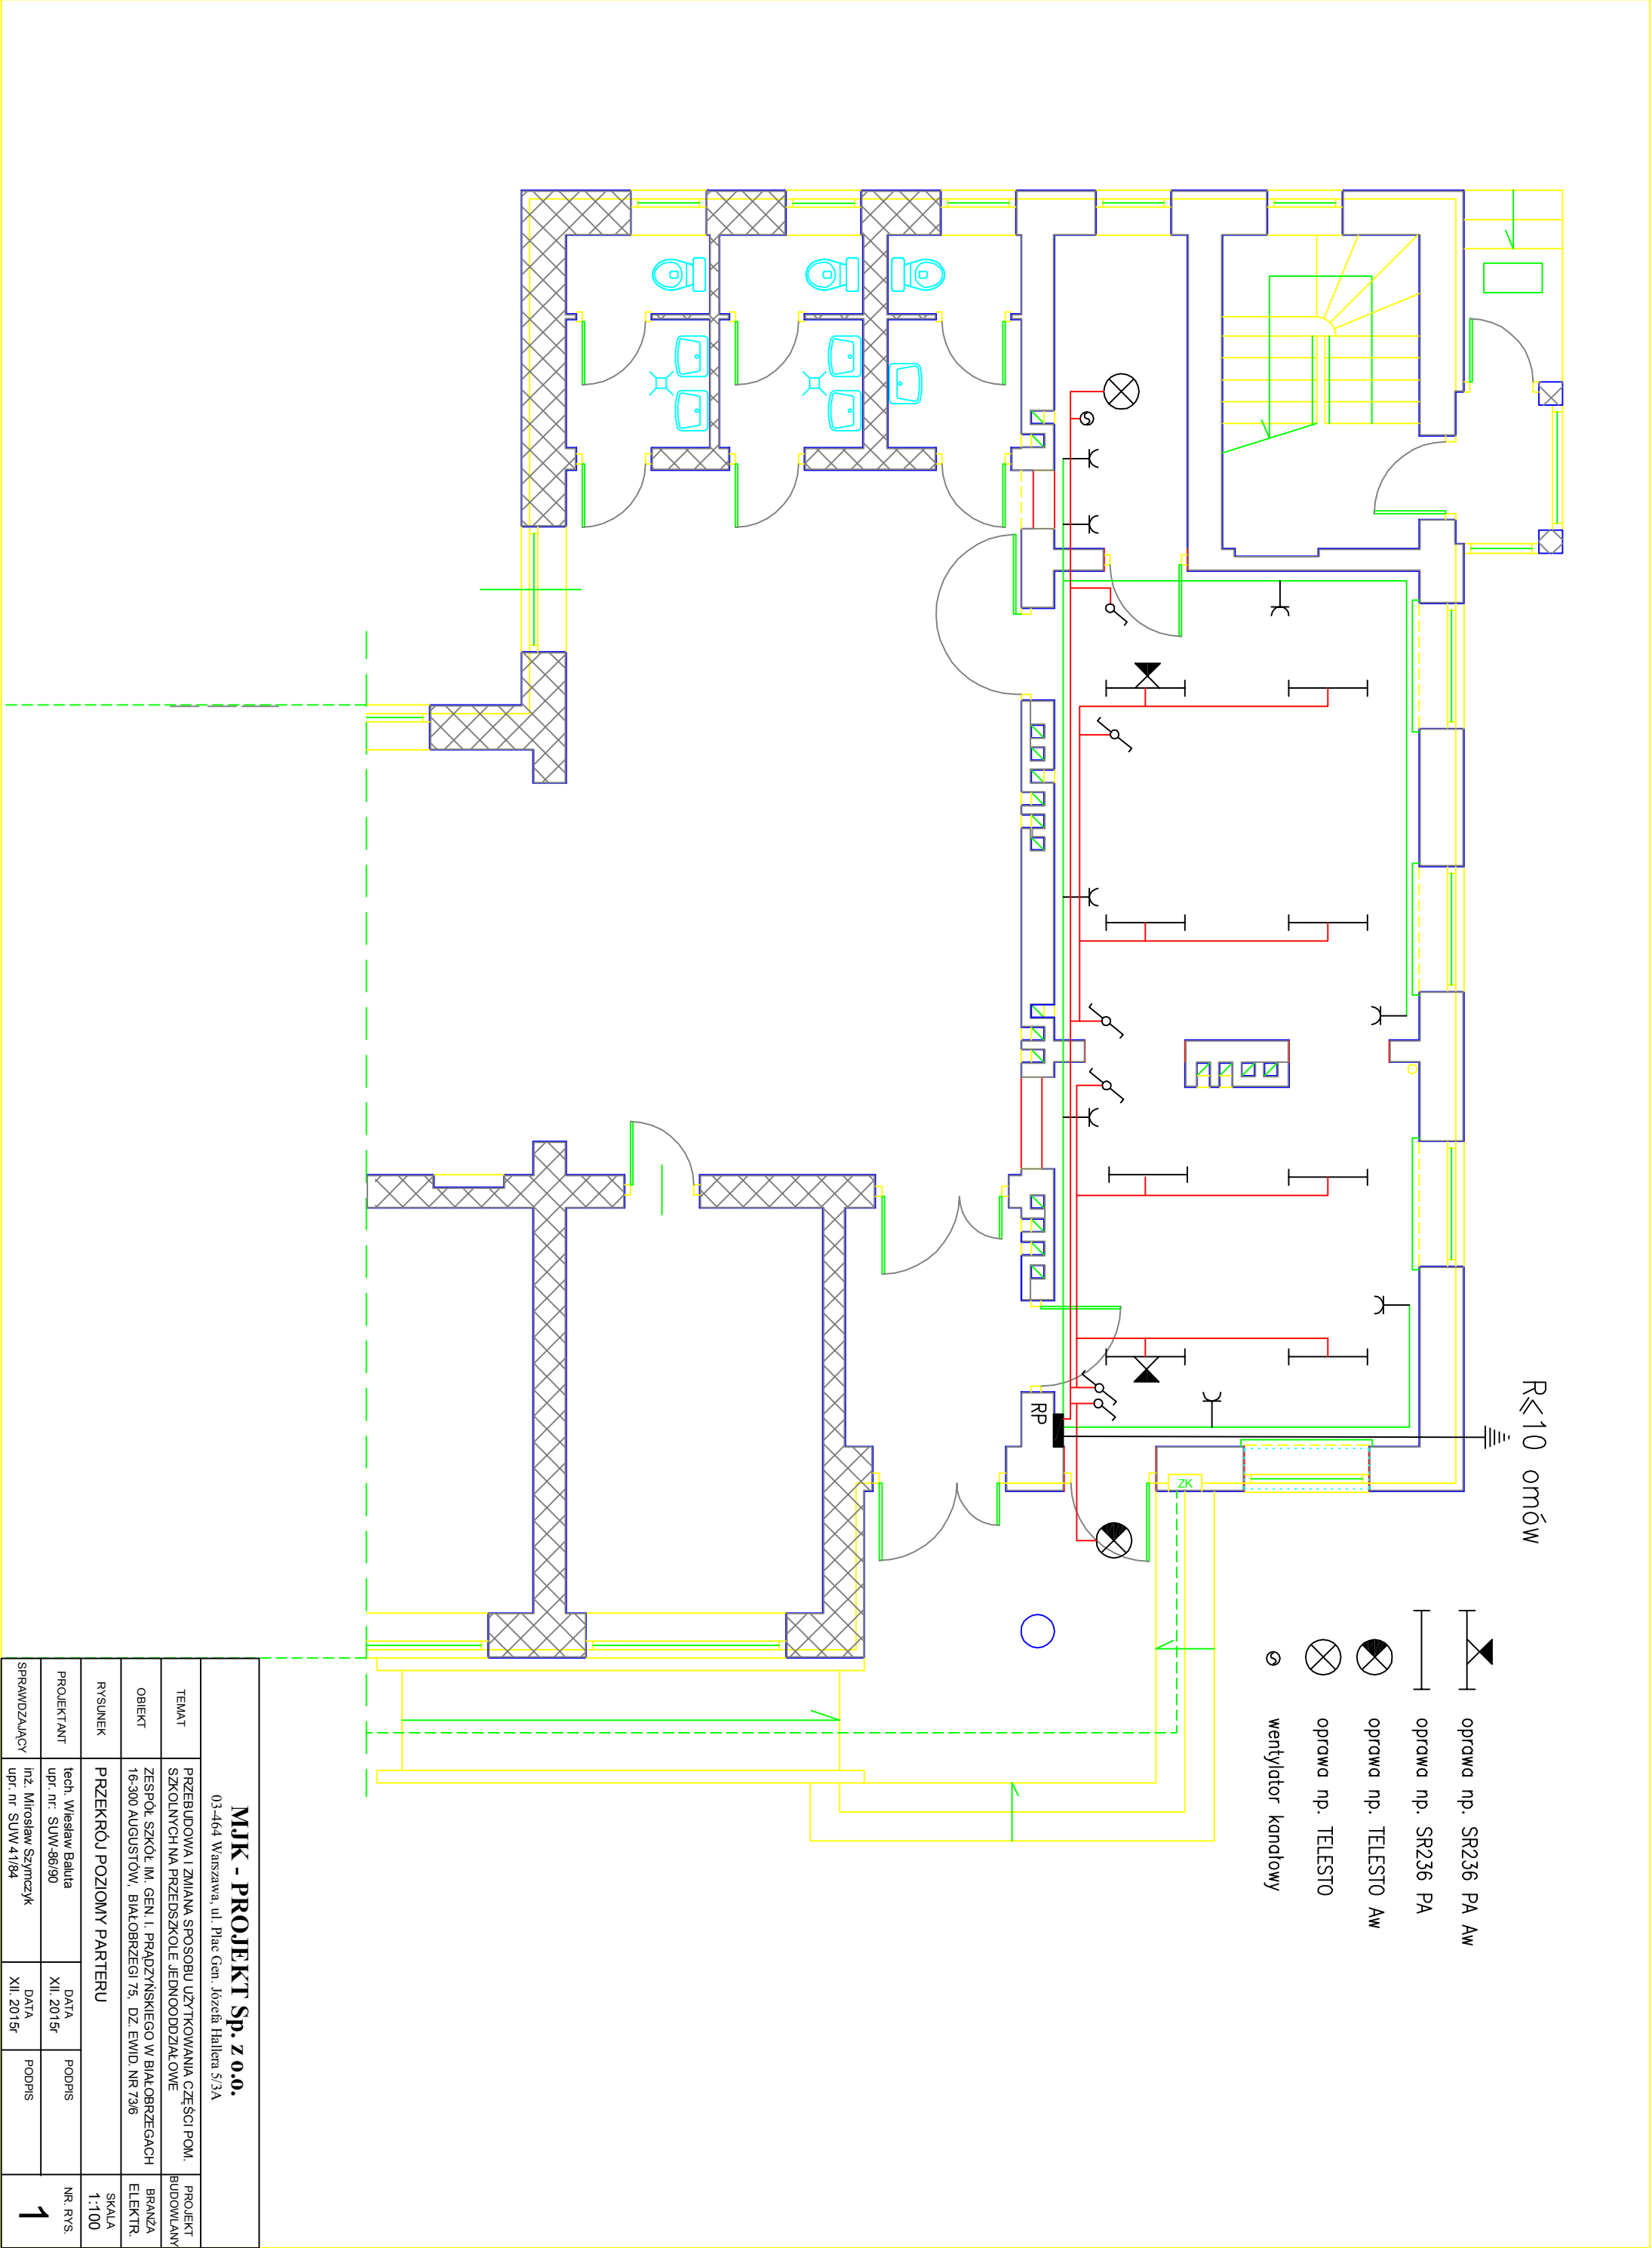 R≤10 omów
oprawa np. SR236 PA Aw
oprawa np. SR236 PA
oprawa np. TELESTO Aw
oprawa np. TELESTO
wentylator kanałowy
RP
ZK
MJK - PROJEKT Sp. z o.o.
03-464 Warszawa, ul. Plac Gen. Józefa Hallera 5/3A
TEMAT
PRZEBUDOWA I ZMIANA SPOSOBU UŻYTKOWANIA CZĘŚCI POM.
SZKOLNYCH NA PRZEDSZKOLE JEDNOODDZIAŁOWE
PROJEKT
BUDOWLANY
OBIEKT
ZESPÓŁ SZKÓŁ IM. GEN. I. PRĄDZYŃSKIEGO W BIAŁOBRZEGACH
16-300 AUGUSTÓW, BIAŁOBRZEGI 75, DZ. EWID. NR 73/6
BRANŻA
ELEKTR.
RYSUNEK
PRZEKRÓJ POZIOMY PARTERU
SKALA
1:100
PROJEKTANT
tech. Wiesław Baluta
upr. nr: SUW-86/90
DATA
XII. 2015r
PODPIS
NR. RYS.
1
SPRAWDZAJĄCY
inż. Mirosław Szymczyk
upr. nr SUW 41/84
DATA
XII. 2015r
PODPIS